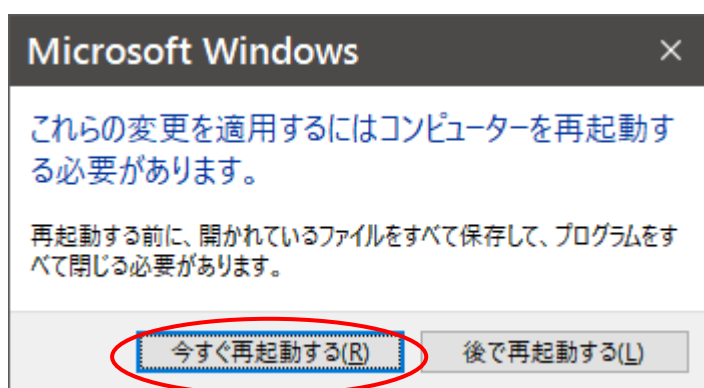 Microsoft Windows
これらの変更を適用するにはコンピューターを再起動す
る必要があります。
再起動する前に、開かれているファイルをすべて保存して、プログラムをす
べて閉じる必要があります。
今すぐ再起動する(R) 後で再起動する(L)